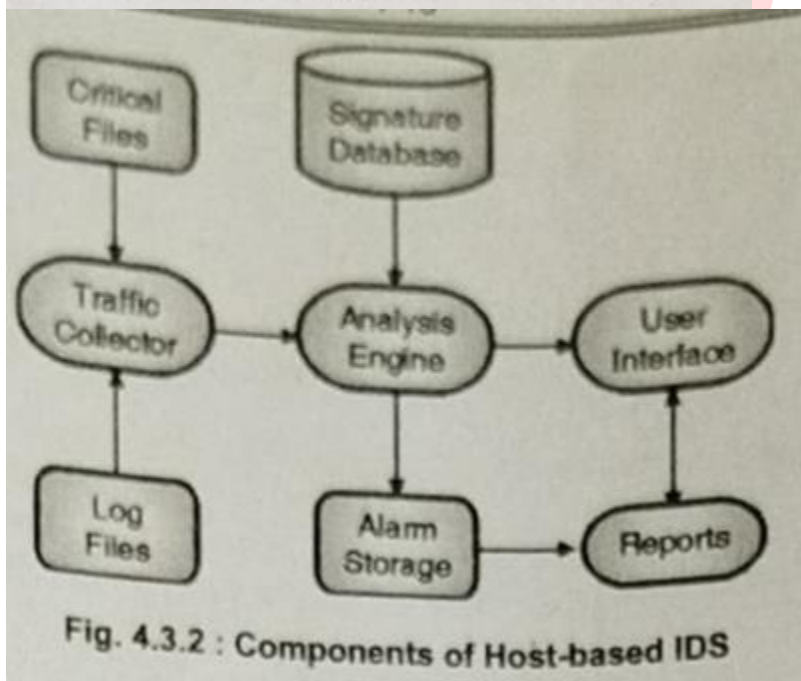 Critical
Files
Signature
Database
Traffic
Collector
Analysis
Engine
User
Interface
Log
Files
Alarm
Storage
Reports
Fig. 4.3.2 : Components of Host-based IDS